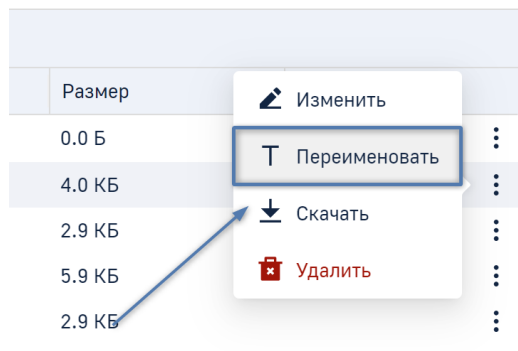 Размер
0.0 Б
4.0 КБ
2.9 КБ
5.9 КБ
2.9 КБ
Изменить
Переименовать
Скачать
Удалить